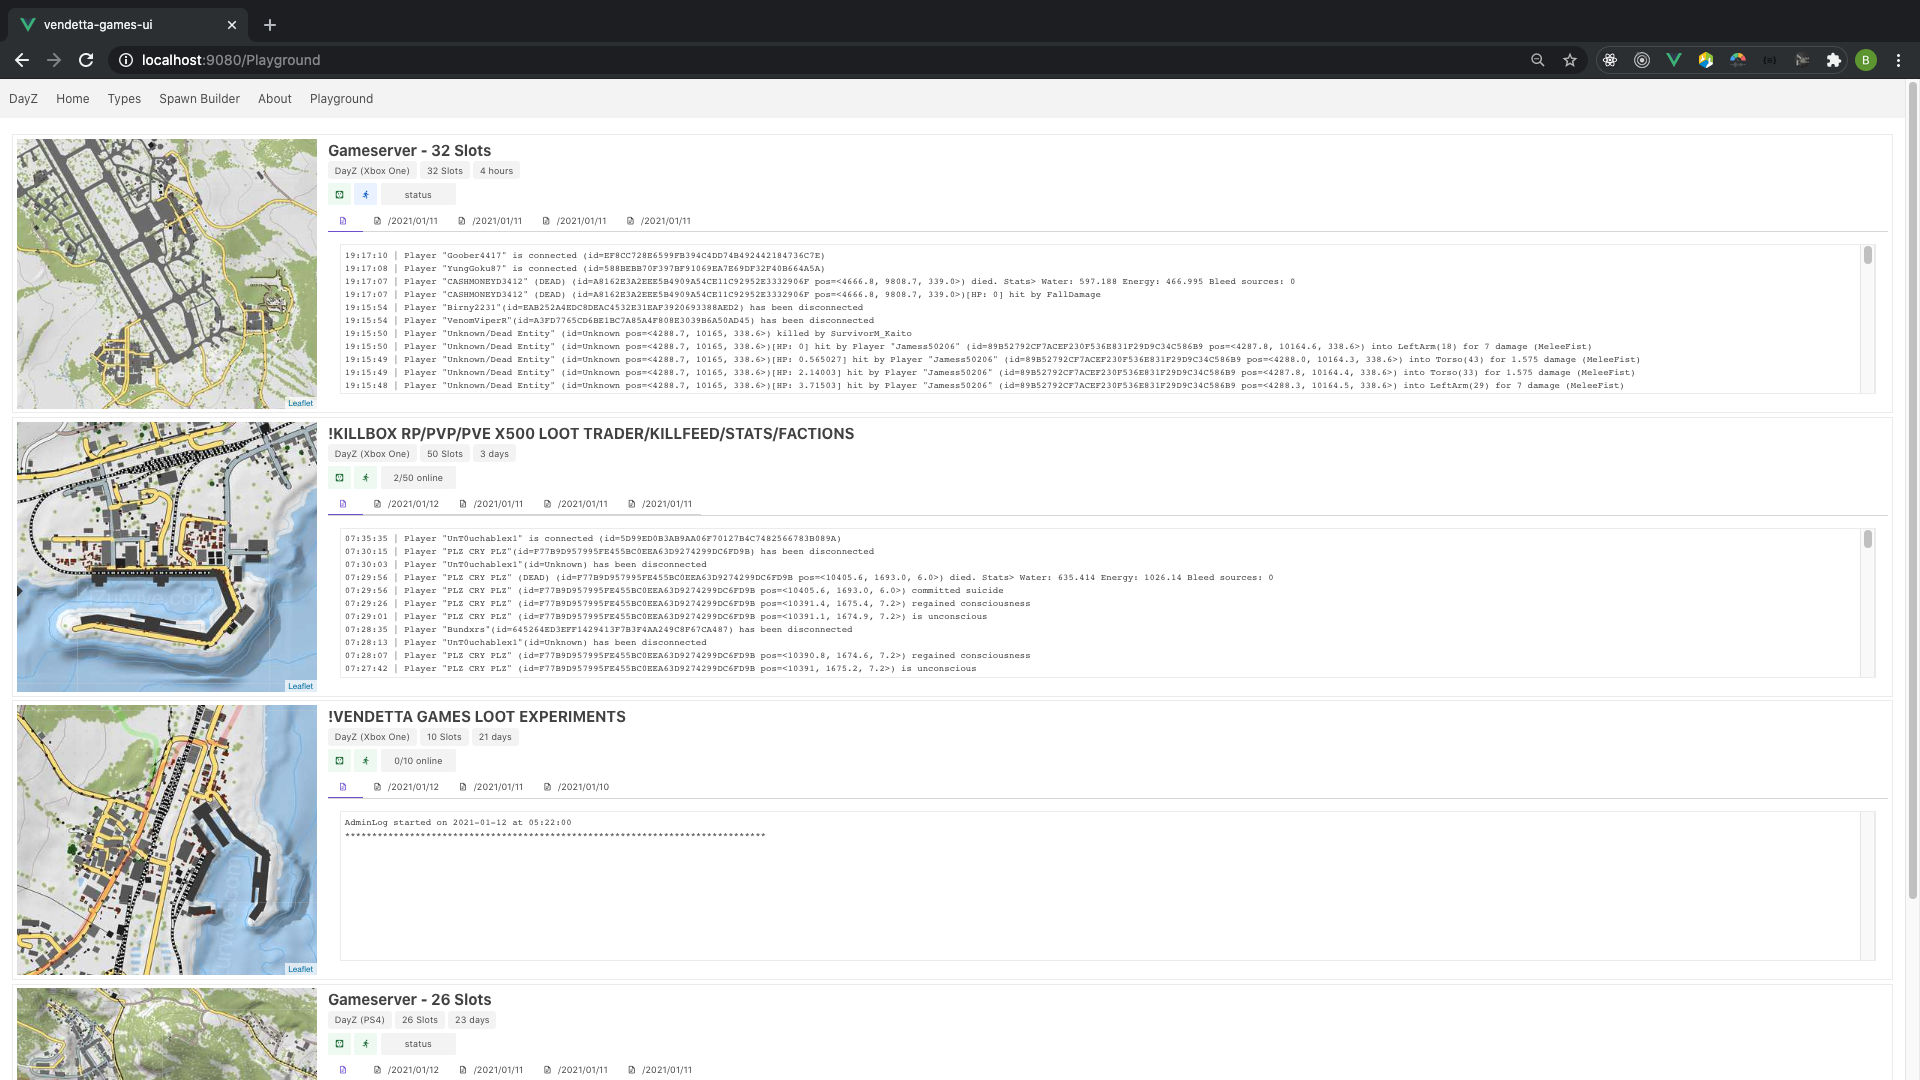 vendetta-games-ui
localhost:9080/Playground
B
DayZ Home Types Spawn Builder About Playground
Gameserver - 32 Slots
DayZ (Xbox One) 32 Slots 4 hours
status
/2021/01/11 /2021/01/11 /2021/01/11 /2021/01/11
19:17:10 | Player "Goober4417" is connected (id=EF8CC728E6599FB394C4DD74B492442184736C7E)
19:17:08 | Player "YungGoku87" is connected (id=588BEBB70F397BF91069EA7E69DF32F40B664A5A)
19:17:07 | Player "CASHMONEYD3412" (DEAD) (id=A8162E3A2EEE5B4909A54CE11C92952E3332906F pos=<4666.8, 9808.7, 339.0>) died. Stats> Water: 597.188 Energy: 466.995 Bleed sources: 0
19:17:07 | Player "CASHMONEYD3412" (DEAD) (id=A8162E3A2EEE5B4909A54CE11C92952E3332906F pos=<4666.8, 9808.7, 339.0>)[HP: 0] hit by FallDamage
19:15:54 | Player "Birny2231"(id=EAB252A4EDC8DEAC4532E31EAF3920693388AED2) has been disconnected
19:15:54 | Player "VenomViperR"(id=A3FD7765CD6BE1BC7A85A4F808E3039B6A50AD45) has been disconnected
19:15:50 | Player "Unknown/Dead Entity" (id=Unknown pos=<4288.7, 10165, 338.6>) killed by SurvivorM_Kaito
19:15:50 | Player "Unknown/Dead Entity" (id=Unknown pos=<4288.7, 10165, 338.6>)[HP: 0] hit by Player "Jamess50206" (id=89B52792CF7ACEF230F536E831F29D9C34C586B9 pos=<4287.8, 10164.6, 338.6>) into LeftArm(18) for 7 damage (MeleeFist)
19:15:49 | Player "Unknown/Dead Entity" (id=Unknown pos=<4288.7, 10165, 338.6>)[HP: 0.565027] hit by Player "Jamess50206" (id=89B52792CF7ACEF230F536E831F29D9C34C586B9 pos=<4288.0, 10164.3, 338.6>) into Torso(43) for 1.575 damage (MeleeFist)
19:15:49 | Player "Unknown/Dead Entity" (id=Unknown pos=<4288.7, 10165, 338.6>)[HP: 2.14003] hit by Player "Jamess50206" (id=89B52792CF7ACEF230F536E831F29D9C34C586B9 pos=<4287.8, 10164.4, 338.6>) into Torso(33) for 1.575 damage (MeleeFist)
19:15:48 | Player "Unknown/Dead Entity" (id=Unknown pos=<4288.7, 10165, 338.6>)[HP: 3.71503] hit by Player "Jamess50206" (id=89B52792CF7ACEF230F536E831F29D9C34C586B9 pos=<4288.3, 10164.5, 338.6>) into LeftArm(29) for 7 damage (MeleeFist)
Leaflet
!KILLBOX RP/PVP/PVE X500 LOOT TRADER/KILLFEED/STATS/FACTIONS
DayZ (Xbox One) 50 Slots 3 days
2/50 online
/2021/01/12 /2021/01/11 /2021/01/11 /2021/01/11
07:35:35 | Player "UnT0uchablex1" is connected (id=5D99ED0B3AB9AA06F70127B4C7482566783B089A)
07:30:15 | Player "PLZ CRY PLZ"(id=F77B9D957995FE455BC0EEA63D9274299DC6FD9B) has been disconnected
07:30:03 | Player "UnT0uchablex1"(id=Unknown) has been disconnected
07:29:56 | Player "PLZ CRY PLZ" (DEAD) (id=F77B9D957995FE455BC0EEA63D9274299DC6FD9B pos=<10405.6, 1693.0, 6.0>) died. Stats> Water: 635.414 Energy: 1026.14 Bleed sources: 0
07:29:56 | Player "PLZ CRY PLZ" (id=F77B9D957995FE455BC0EEA63D9274299DC6FD9B pos=<10405.6, 1693.0, 6.0>) committed suicide
07:29:26 | Player "PLZ CRY PLZ" (id=F77B9D957995FE455BC0EEA63D9274299DC6FD9B pos=<10391.4, 1675.4, 7.2>) regained consciousness
07:29:01 | Player "PLZ CRY PLZ" (id=F77B9D957995FE455BC0EEA63D9274299DC6FD9B pos=<10391.1, 1674.9, 7.2>) is unconscious
07:28:35 | Player "Bundxrs"(id=645264ED3EFF1429413F7B3F4AA249C8F67CA487) has been disconnected
07:28:13 | Player "UnT0uchablex1"(id=Unknown) has been disconnected
07:28:07 | Player "PLZ CRY PLZ" (id=F77B9D957995FE455BC0EEA63D9274299DC6FD9B pos=<10390.8, 1674.6, 7.2>) regained consciousness
07:27:42 | Player "PLZ CRY PLZ" (id=F77B9D957995FE455BC0EEA63D9274299DC6FD9B pos=<10391, 1675.2, 7.2>) is unconscious
Leaflet
!VENDETTA GAMES LOOT EXPERIMENTS
DayZ (Xbox One) 10 Slots 21 days
0/10 online
/2021/01/12 /2021/01/11 /2021/01/10
AdminLog started on 2021-01-12 at 05:22:00
******************************************************************************
Leaflet
Gameserver - 26 Slots
DayZ (PS4) 26 Slots 23 days
status
/2021/01/12 /2021/01/11 /2021/01/11 /2021/01/11